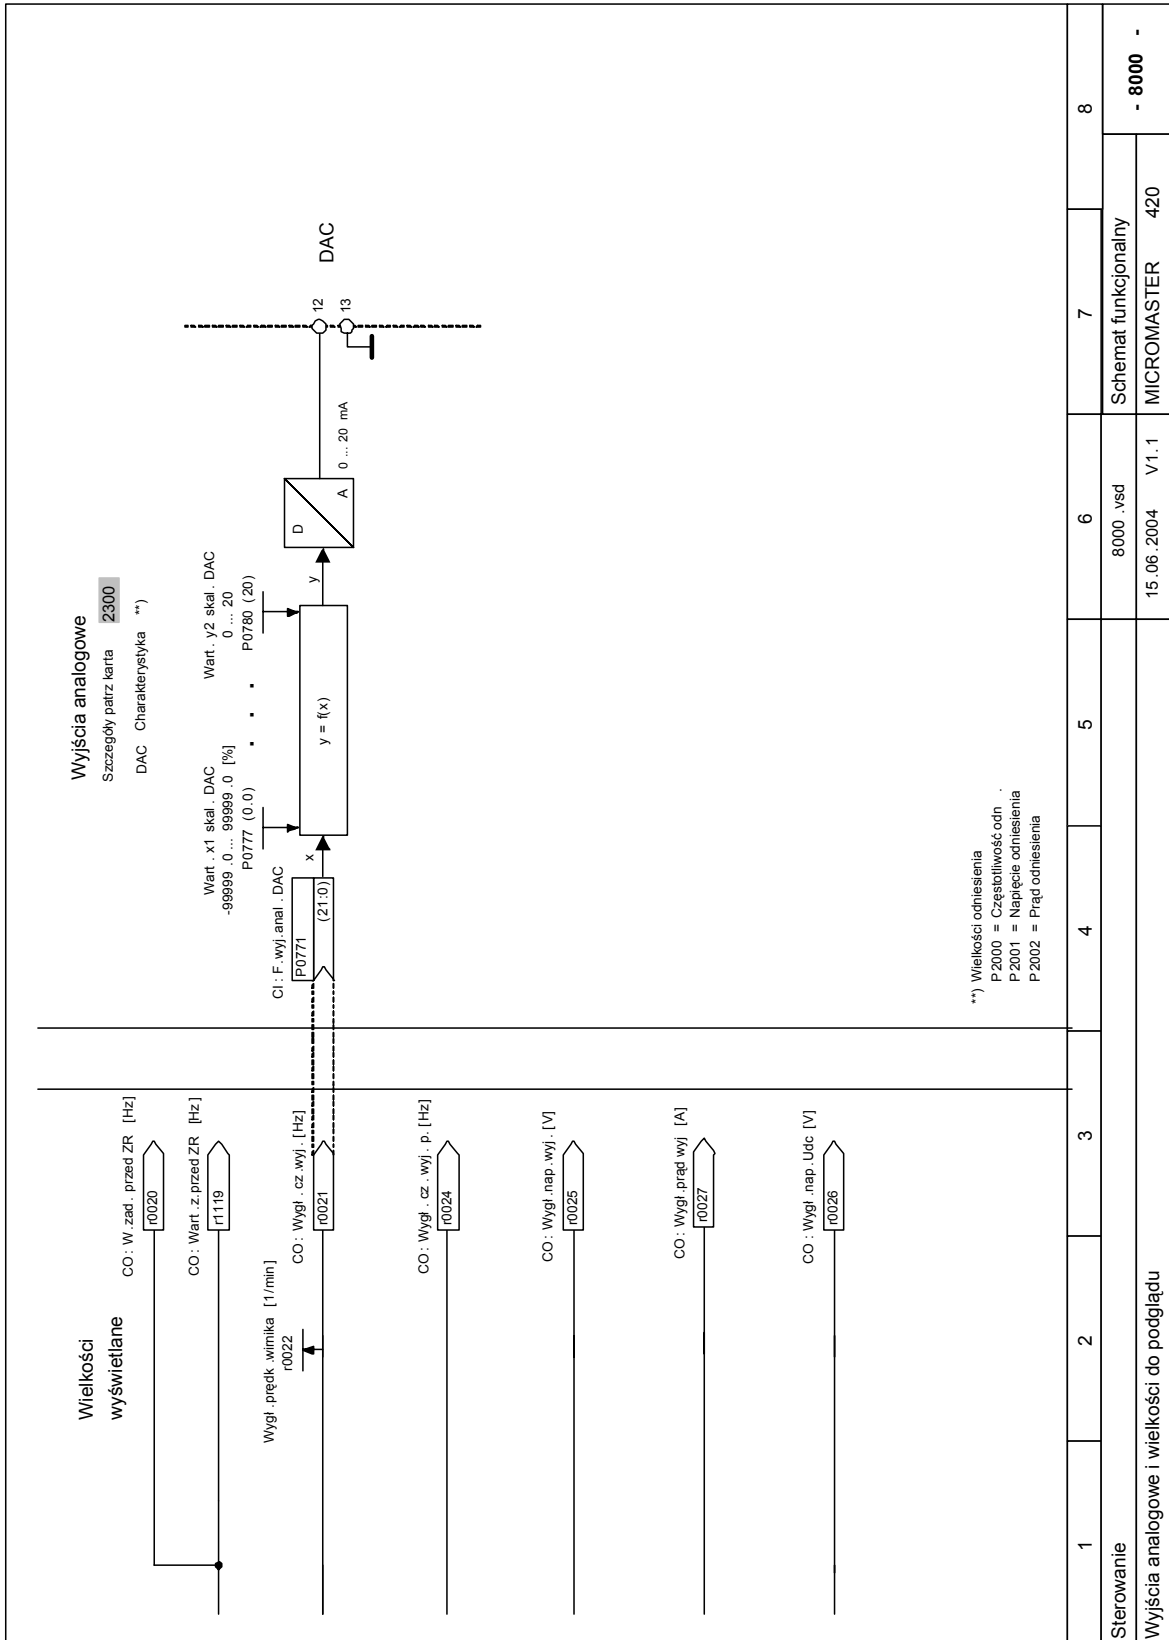 Wielkości
wyświetlane
CO : W. zad . przed ZR [Hz]
r0020
CO : Wart . z. przed ZR [Hz]
r1119
Wygł . prędk . wirnika [1/min]
r0022
CO : Wygł . cz . wyj . [Hz]
r0021
CO : Wygł . cz . wyj . p. [Hz]
r0024
CO : Wygł .nap .wyj . [V]
r0025
CO : Wygł .prąd wyj [A]
r0027
CO : Wygł .nap .Udc [V]
r0026
Wyjścia analogowe
Szczegóły patrz karta 2300
DAC Charakterystyka **)
Wart . x1 skal . DAC
-99999 .0 ... 99999 .0 [%]
P0777 (0.0)
. . .
Wart . y2 skal . DAC
0 ... 20
P0780 (20)
CI : F .wyj.anal . DAC
P0771
(21:0)
x
y = f(x)
y
D
A
0 ... 20 mA
12
13
DAC
**) Wielkości odniesienia
P2000 = Częstotliwość odn .
P2001 = Napięcie odniesienia
P2002 = Prąd odniesienia
1 2 3 4 5 6 7 8
Sterowanie
8000 .vsd
Schemat funkcjonalny
- 8000 -
Wyjścia analogowe i wielkości do podglądu
15 .06 .2004 V1 . 1
MICROMASTER 420